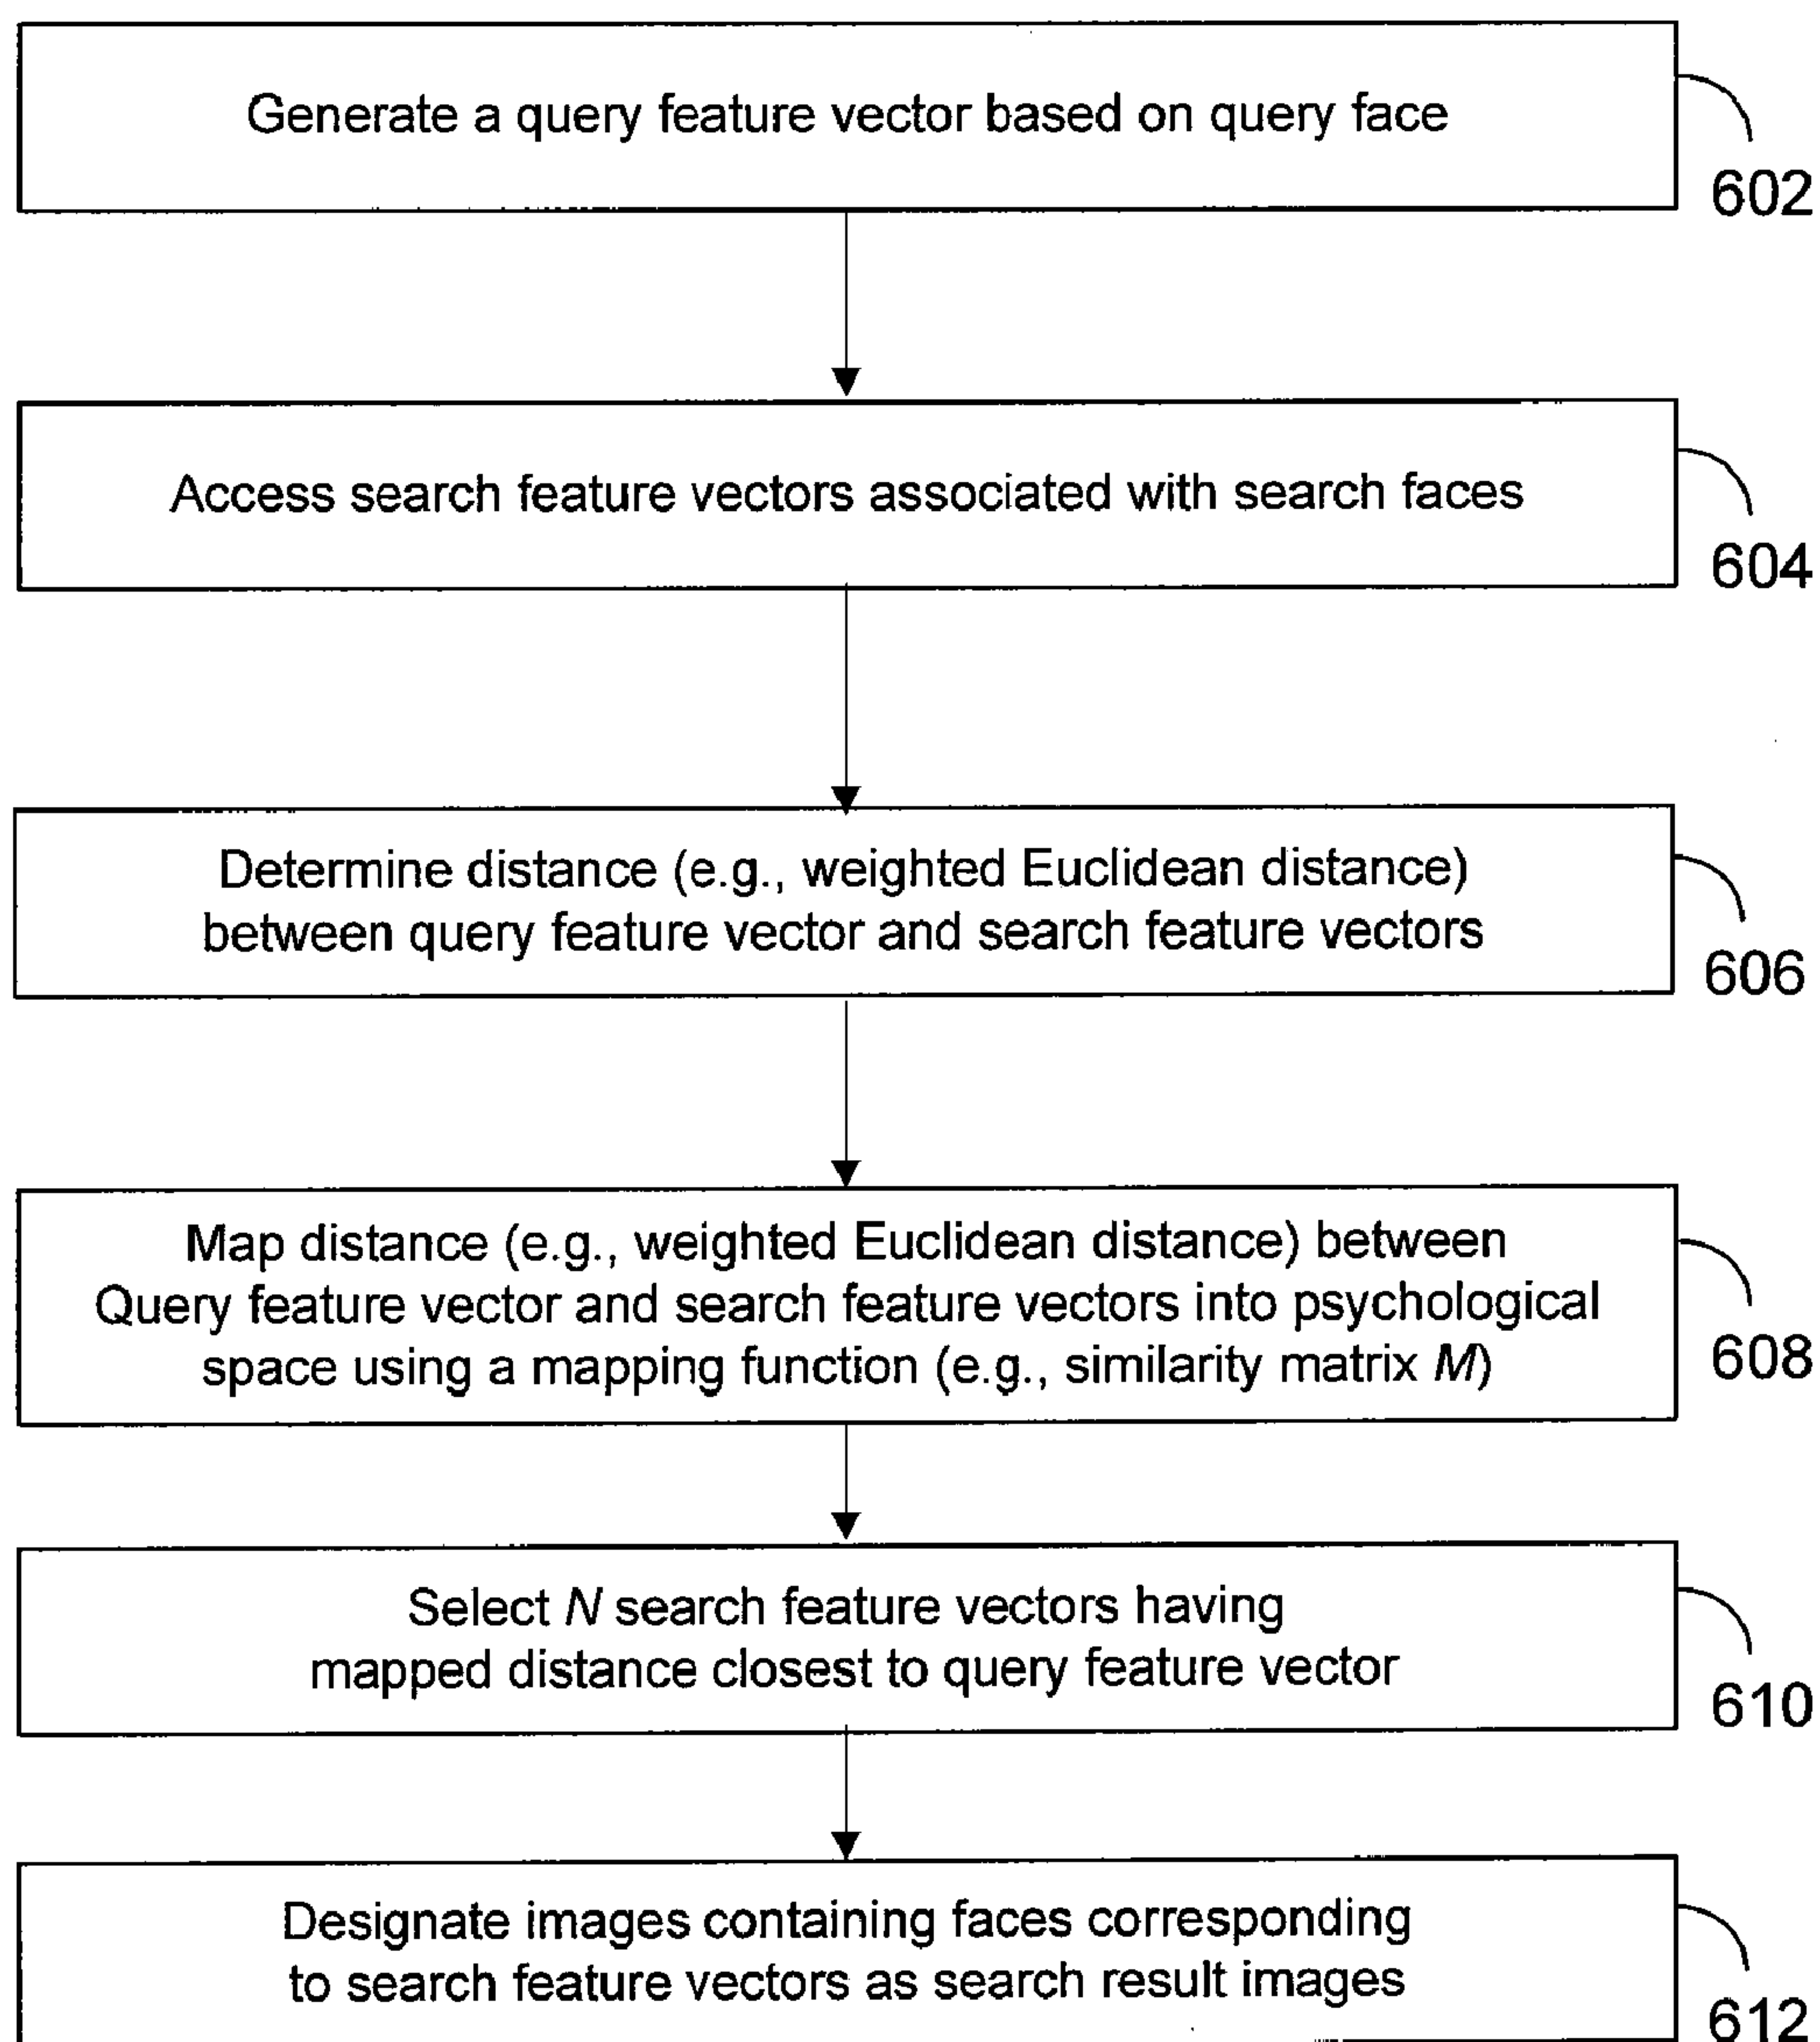 Generate a query feature vector based on query face
602
Access search feature vectors associated with search faces
604
Determine distance (e.g., weighted Euclidean distance)
between query feature vector and search feature vectors
606
Map distance (e.g., weighted Euclidean distance) between
Query feature vector and search feature vectors into psychological
space using a mapping function (e.g., similarity matrix M)
608
Select N search feature vectors having
mapped distance closest to query feature vector
610
Designate images containing faces corresponding
to search feature vectors as search result images
612